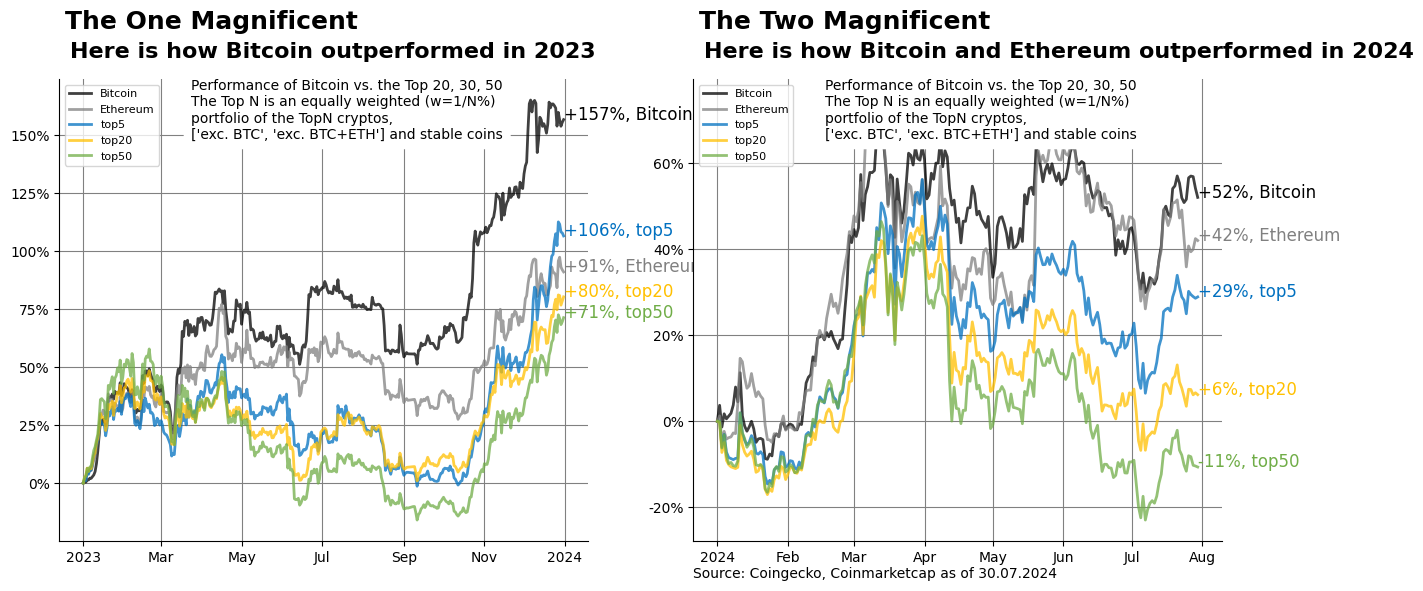 The One Magnificent
Here is how Bitcoin outperformed in 2023
Bitcoin
Ethereum
top5
top20
top50
Performance of Bitcoin vs. the Top 20, 30, 50
The Top N is an equally weighted (w=1/N%)
portfolio of the TopN cryptos,
['exc. BTC', 'exc. BTC+ETH'] and stable coins
150%
125%
100%
75%
50%
25%
0%
+157%, Bitcoin
+106%, top5
+91%, Ethereu
+80%, top20
+71%, top50
2023
Mar
May
Jul
Sep
Nov
2024
The Two Magnificent
Here is how Bitcoin and Ethereum outperformed in 2024
Bitcoin
Ethereum
top5
top20
top50
Performance of Bitcoin vs. the Top 20, 30, 50
The Top N is an equally weighted (w=1/N%)
portfolio of the TopN cryptos,
['exc. BTC', 'exc. BTC+ETH'] and stable coins
60%
40%
20%
0%
-20%
+52%, Bitcoin
+42%, Ethereum
+29%, top5
+6%, top20
-11%, top50
2024
Feb
Mar
Apr
May
Jun
Jul
Aug
Source: Coingecko, Coinmarketcap as of 30.07.2024